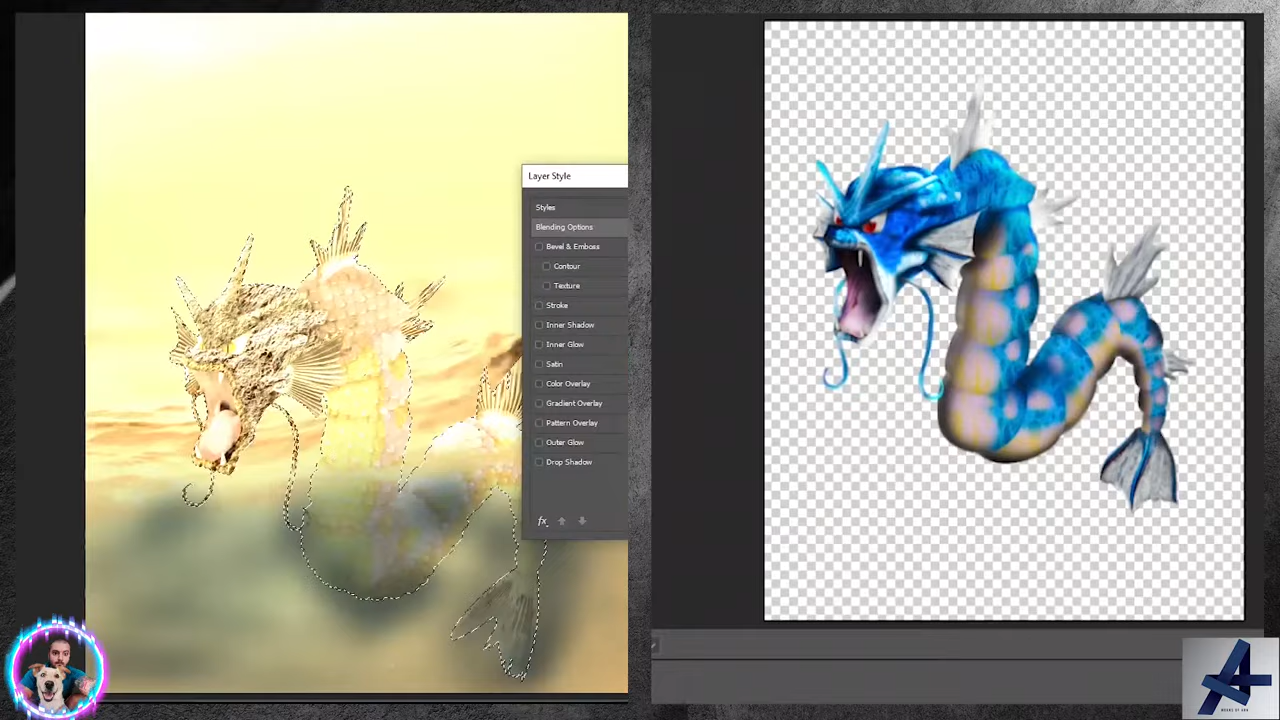 Layer Style
Styles
Blending Options
Bevel & Emboss
Contour
Texture
Stroke
Inner Shadow
Inner Glow
Satin
Color Overlay
Gradient Overlay
Pattern Overlay
Outer Glow
Drop Shadow
fx